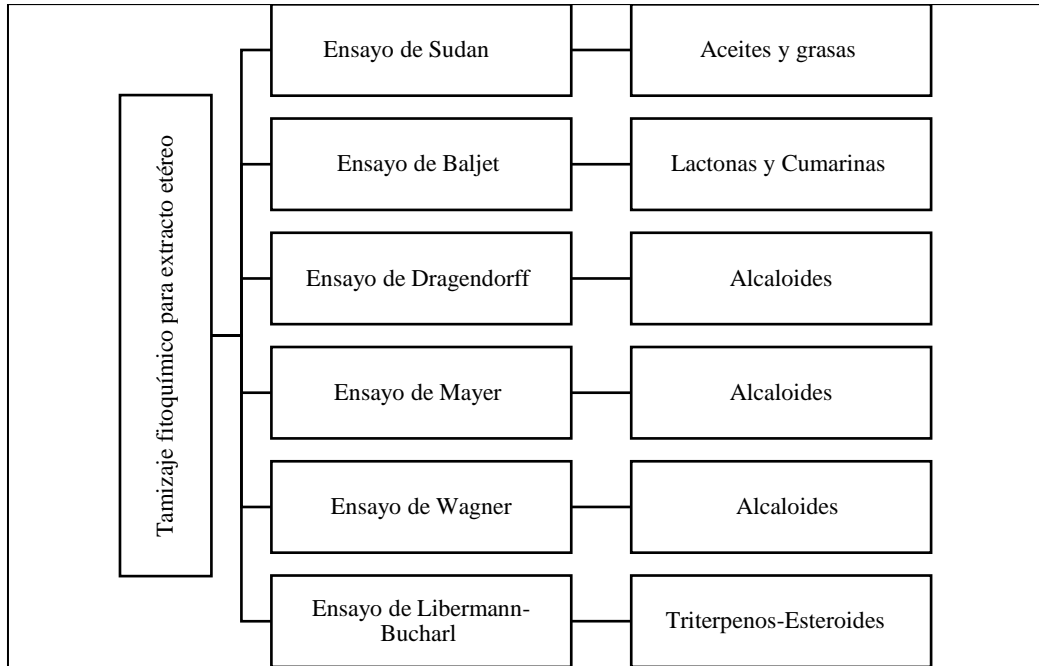 Tamizaje fitoquímico para extracto etéreo
Ensayo de Sudan
Aceites y grasas
Ensayo de Baljet
Lactonas y Cumarinas
Ensayo de Dragendorff
Alcaloides
Ensayo de Mayer
Alcaloides
Ensayo de Wagner
Alcaloides
Ensayo de Libermann-
Bucharl
Triterpenos-Esteroides